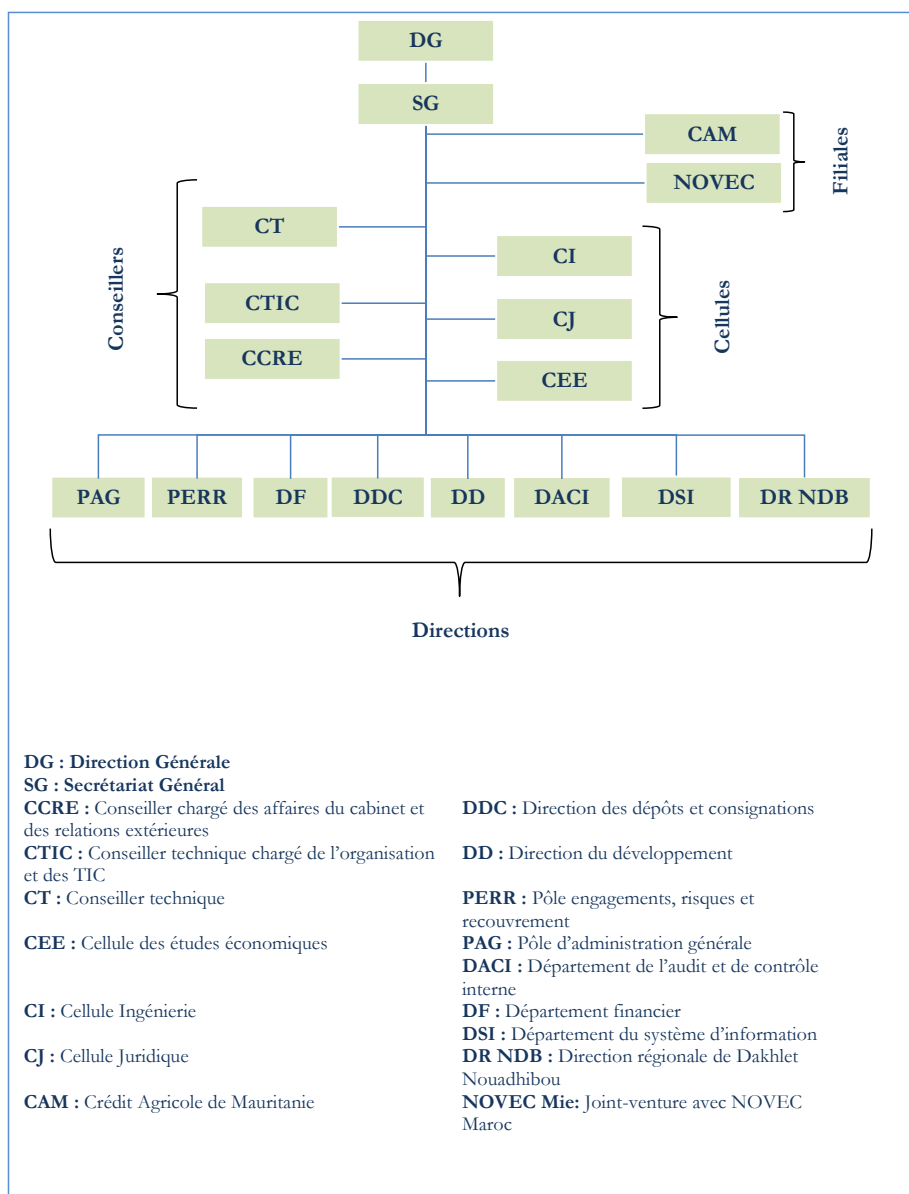 DG
SG
CAM
NOVEC
Filiales
CT
CTIC
CCRE
Conseillers
CI
CJ
CEE
Cellules
PAG PERR DF DDC DD DACI DSI DR NDB
Directions
DG : Direction Générale
SG : Secrétariat Général
CCRE : Conseiller chargé des affaires du cabinet et
des relations extérieures
DDC : Direction des dépôts et consignations
CTIC : Conseiller technique chargé de l'organisation
et des TIC
DD : Direction du développement
CT : Conseiller technique
PERR : Pôle engagements, risques et
recouvrement
CEE : Cellule des études économiques
PAG : Pôle d'administration générale
DACI : Département de l'audit et de contrôle
interne
CI : Cellule Ingénierie
DF : Département financier
DSI : Département du système d'information
CJ : Cellule Juridique
DR NDB : Direction régionale de Dakhlet
Nouadhibou
CAM : Crédit Agricole de Mauritanie
NOVEC Mie: Joint-venture avec NOVEC
Maroc